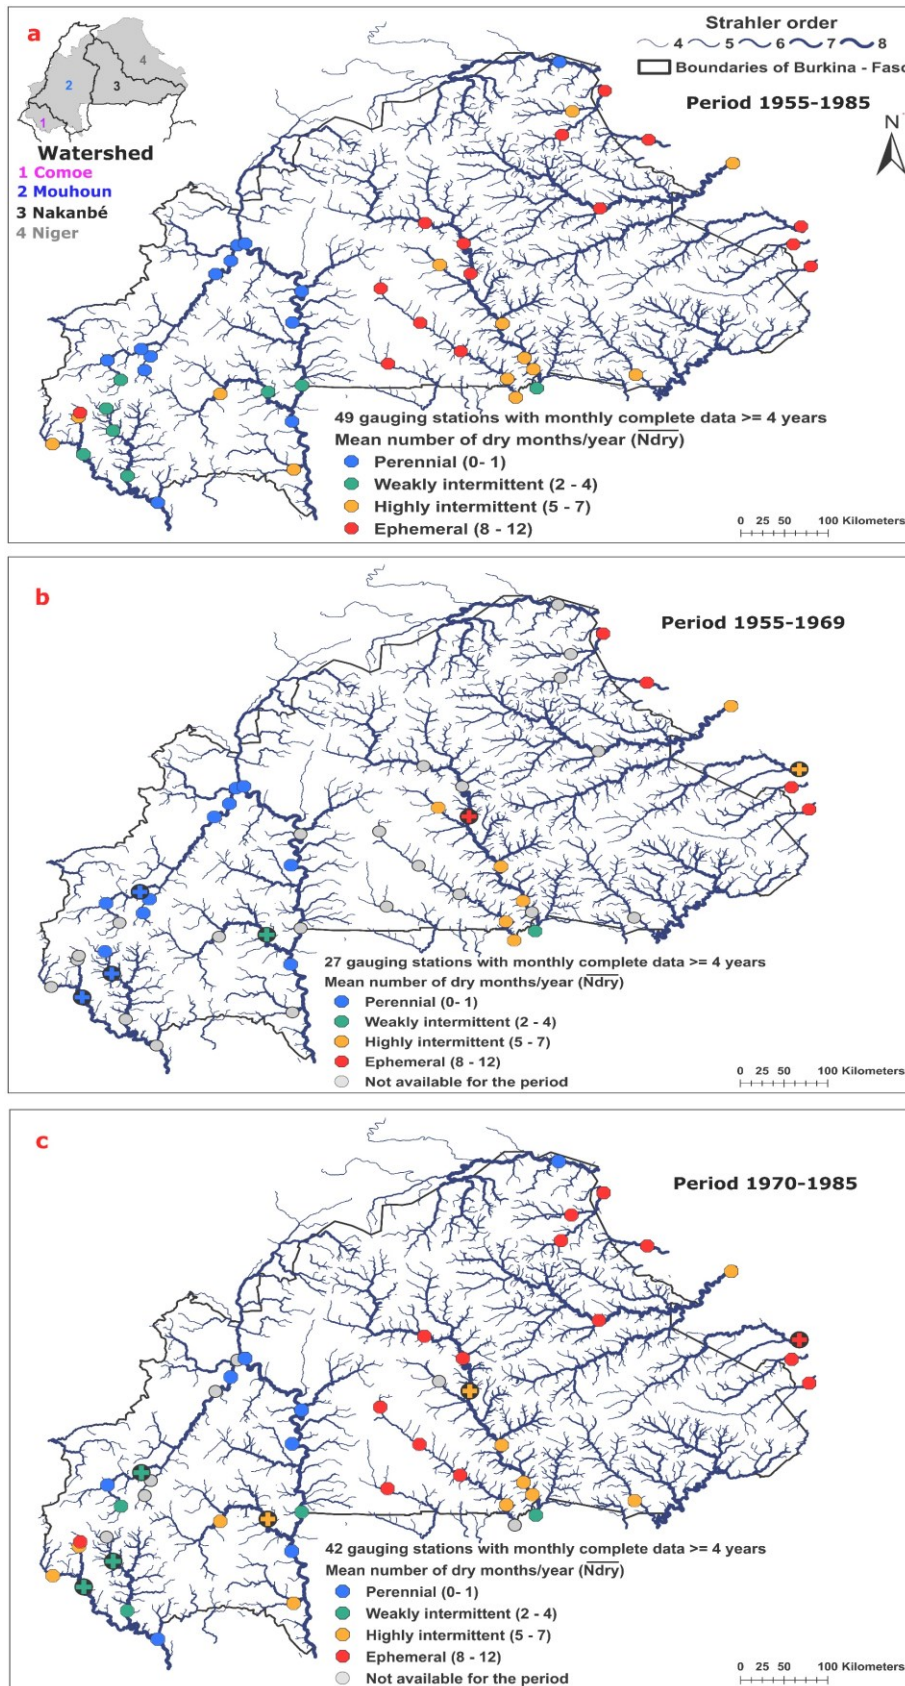 a
Strahler order
4 5 6 7 8
Boundaries of Burkina - Faso
Period 1955-1985
N
1
2
3
4
Watershed
1 Comoe
2 Mouhoun
3 Nakanbé
4 Niger
49 gauging stations with monthly complete data >= 4 years
Mean number of dry months/year (Ndry)
Perennial (0- 1)
Weakly intermittent (2 - 4)
Highly intermittent (5 - 7)
Ephemeral (8 - 12)
0 25 50 100 Kilometers
b
Period 1955-1969
27 gauging stations with monthly complete data >= 4 years
Mean number of dry months/year (Ndry)
Perennial (0- 1)
Weakly intermittent (2 - 4)
Highly intermittent (5 - 7)
Ephemeral (8 - 12)
Not available for the period
0 25 50 100 Kilometers
c
Period 1970-1985
42 gauging stations with monthly complete data >= 4 years
Mean number of dry months/year (Ndry)
Perennial (0- 1)
Weakly intermittent (2 - 4)
Highly intermittent (5 - 7)
Ephemeral (8 - 12)
Not available for the period
0 25 50 100 Kilometers